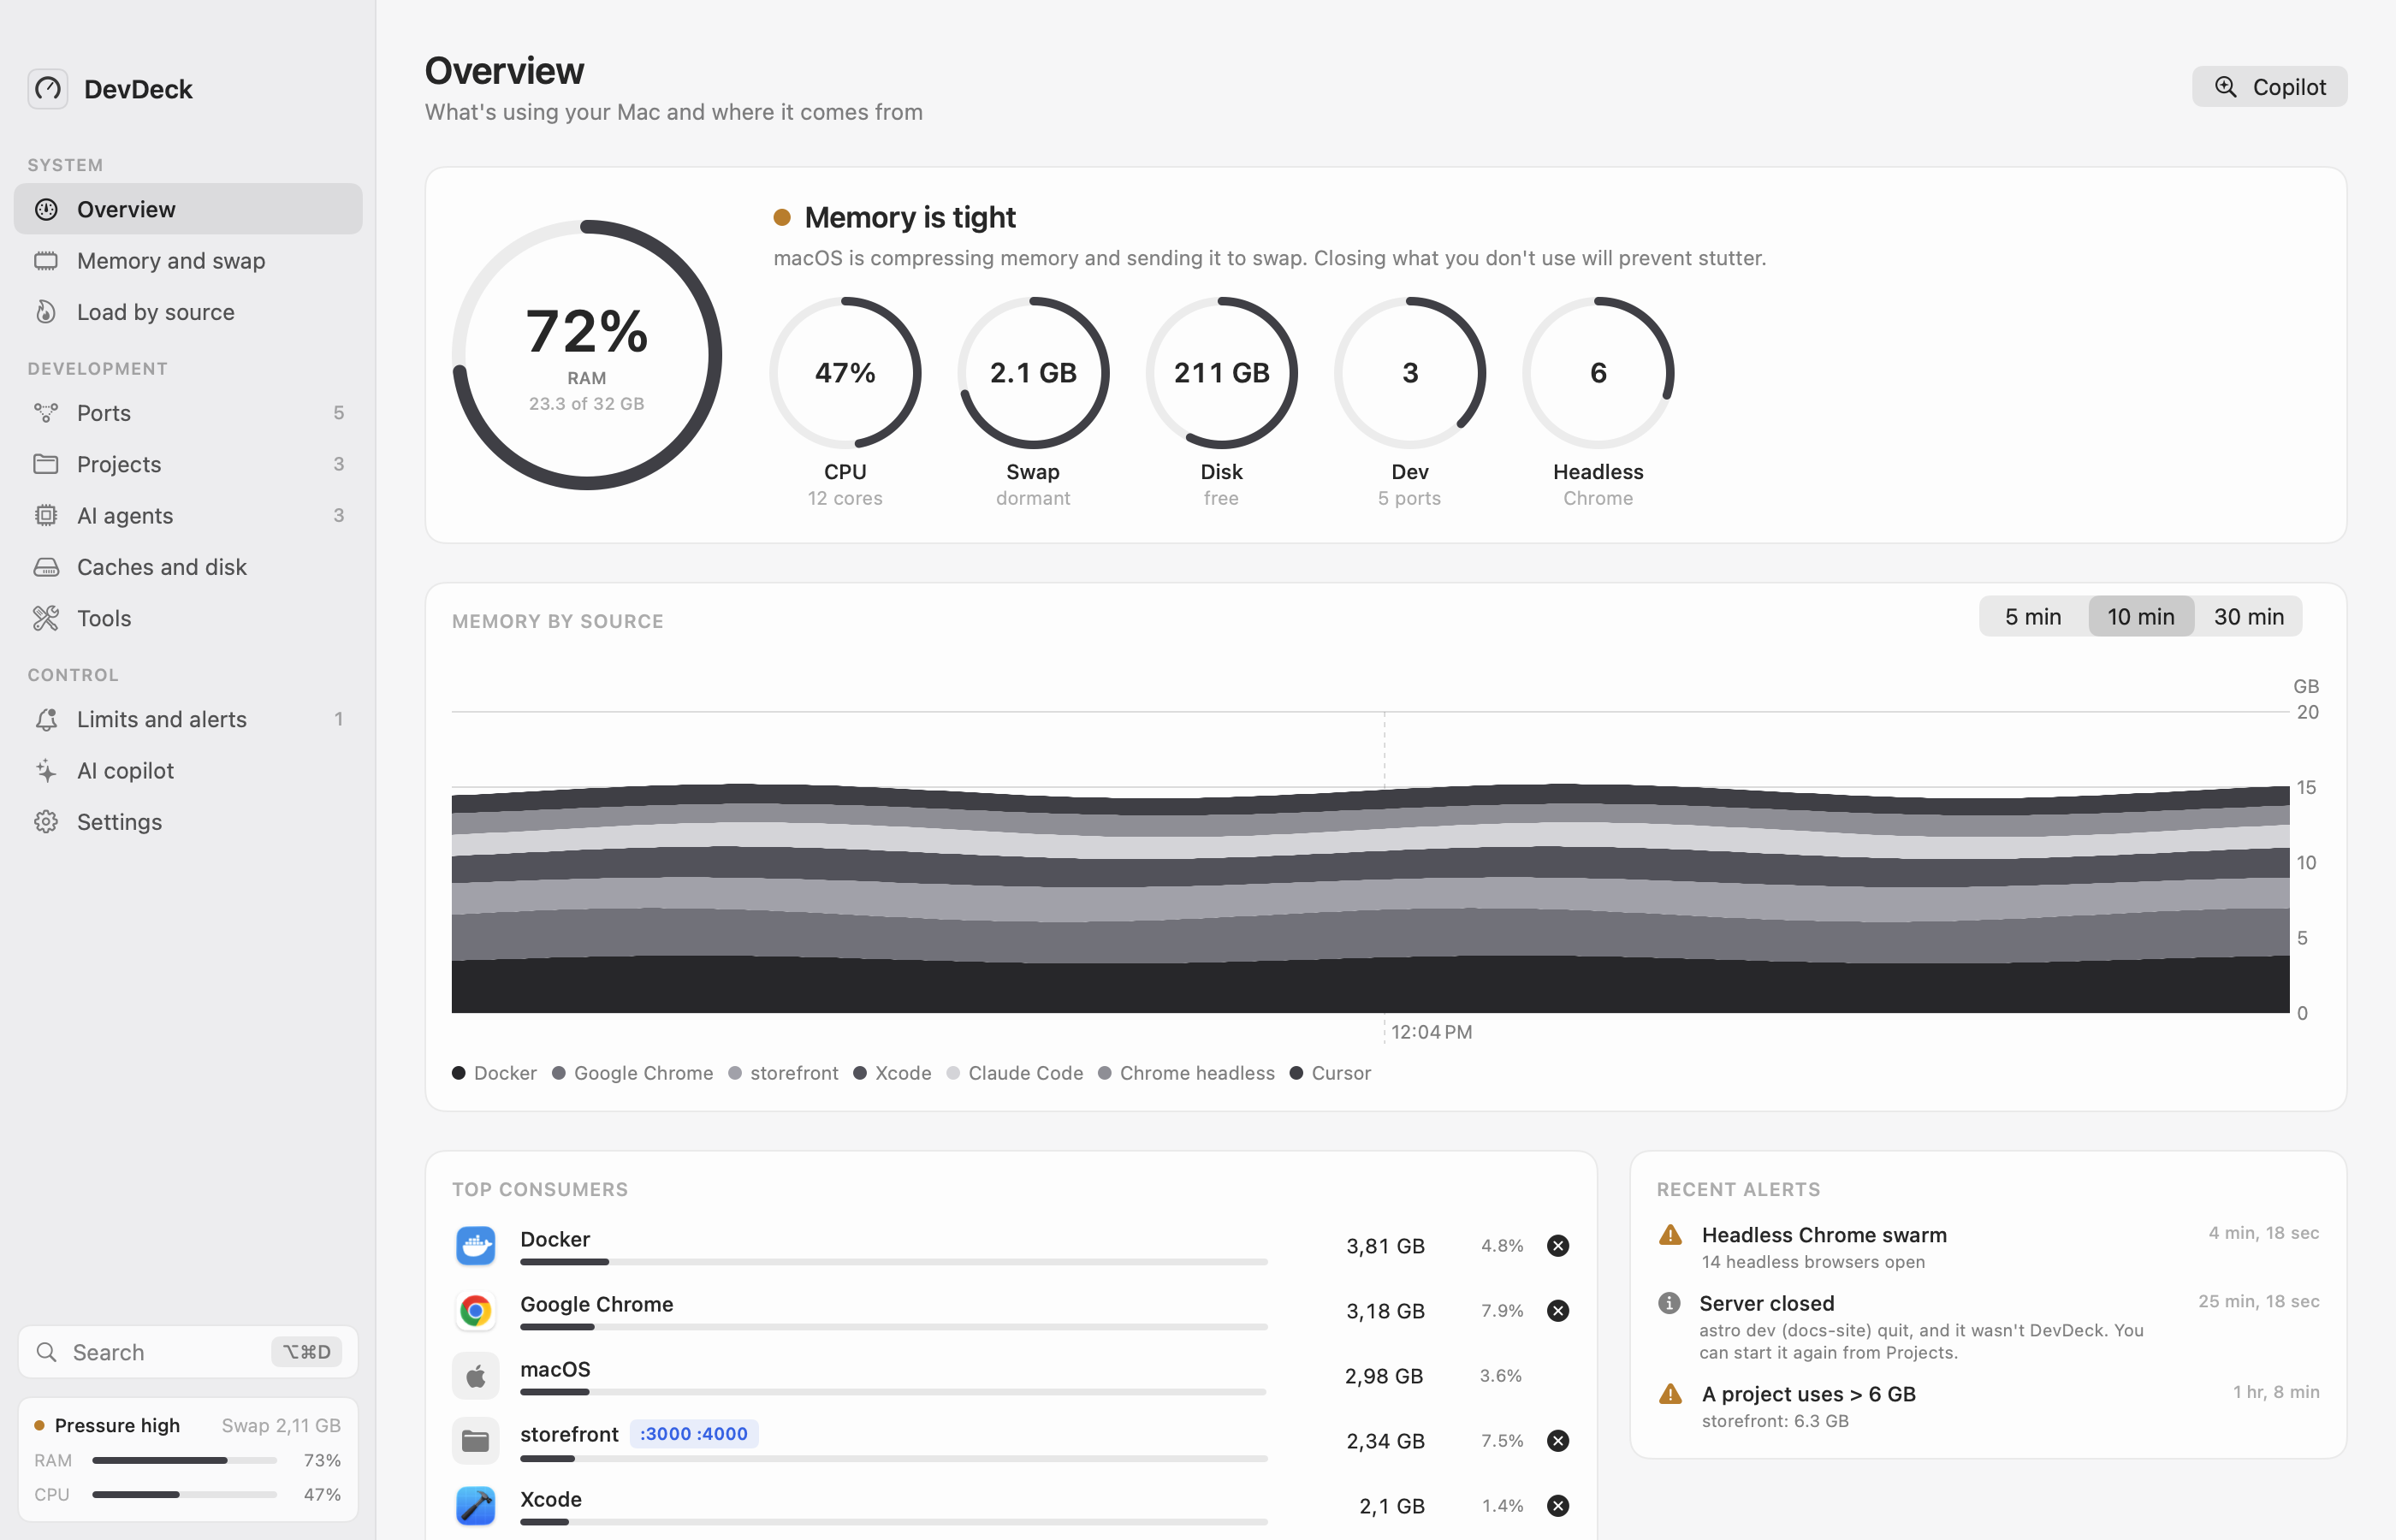 DevDeck
SYSTEM
Overview
Memory and swap
Load by source
DEVELOPMENT
Ports 5
Projects 3
AI agents 3
Caches and disk
Tools
CONTROL
Limits and alerts 1
AI copilot
Settings
Search ⌥⌘D
Pressure high Swap 2,11 GB
RAM 73%
CPU 47%
Overview
What's using your Mac and where it comes from
Copilot
72%
RAM
23.3 of 32 GB
Memory is tight
macOS is compressing memory and sending it to swap. Closing what you don't use will prevent stutter.
47% 2.1 GB 211 GB 3 6
CPU Swap Disk Dev Headless
12 cores dormant free 5 ports Chrome
MEMORY BY SOURCE
5 min 10 min 30 min
GB
20
15
10
5
0
12:04 PM
Docker Google Chrome storefront Xcode Claude Code Chrome headless Cursor
TOP CONSUMERS
Docker 3,81 GB 4.8%
Google Chrome 3,18 GB 7.9%
macOS 2,98 GB 3.6%
storefront :3000 :4000 2,34 GB 7.5%
Xcode 2,1 GB 1.4%
RECENT ALERTS
Headless Chrome swarm 4 min, 18 sec
14 headless browsers open
Server closed 25 min, 18 sec
astro dev (docs-site) quit, and it wasn't DevDeck. You
can start it again from Projects.
A project uses > 6 GB 1 hr, 8 min
storefront: 6.3 GB